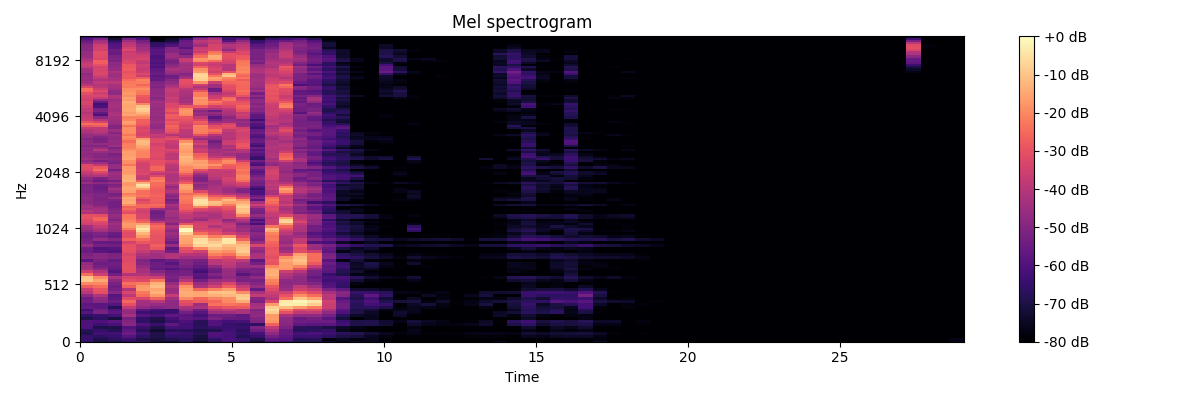 Mel spectrogram
8192
4096
2048
1024
512
0
Hz
0 5 10 15 20 25
Time
+0 dB
-10 dB
-20 dB
-30 dB
-40 dB
-50 dB
-60 dB
-70 dB
-80 dB